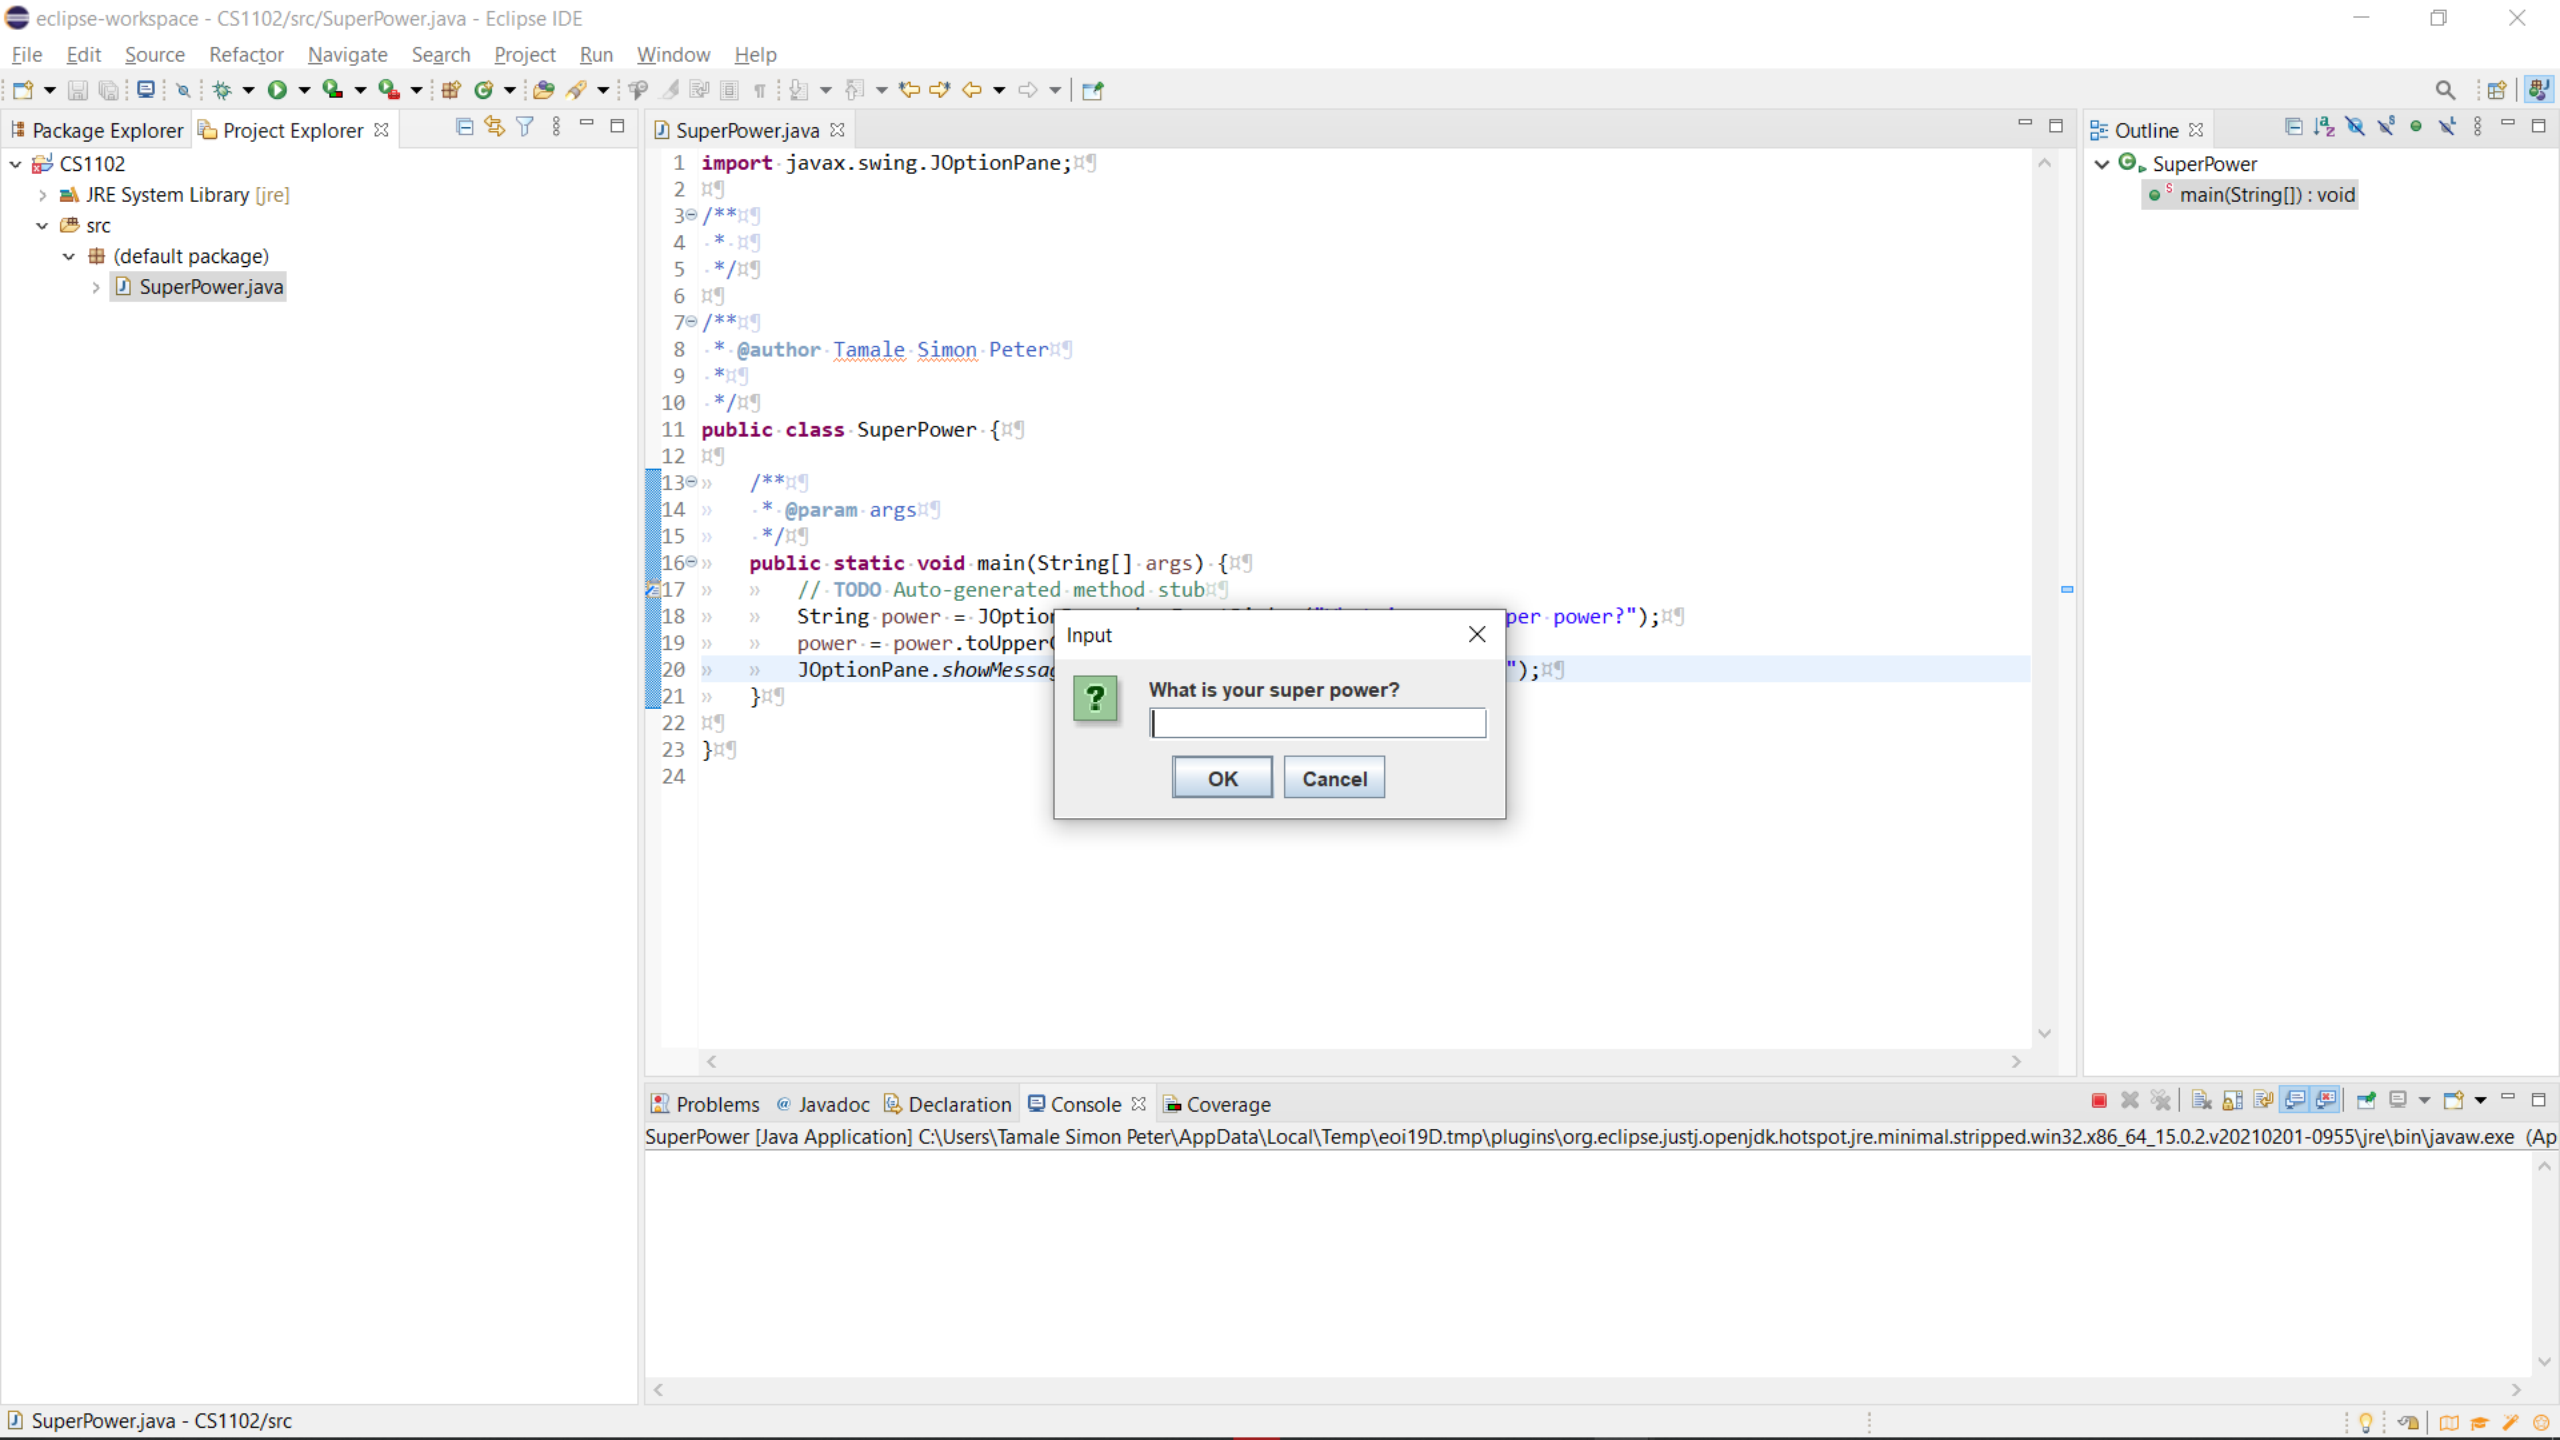 eclipse-workspace - CS1102/src/SuperPower.java - Eclipse IDE
File Edit Source Refactor Navigate Search Project Run Window Help
Package Explorer Project Explorer
CS1102
JRE System Library [jre]
src
(default package)
SuperPower.java
SuperPower.java
1 import javax.swing.JOptionPane;
2
3 /**
4 *
5 */
6
7 /**
8 * @author Tamale Simon Peter
9 *
10 */
11 public class SuperPower {
12
13 /**
14 * @param args
15 */
16 public static void main(String[] args) {
17 // TODO Auto-generated method stub
18 String power = JOption per power?");
19 power = power.toUpper
20 JOptionPane.showMessag ");
21 }
22
23 }
24
Input
What is your super power?
OK Cancel
Outline
SuperPower
main(String[]) : void
Problems Javadoc Declaration Console Coverage
SuperPower [Java Application] C:\Users\Tamale Simon Peter\AppData\Local\Temp\eoi19D.tmp\plugins\org.eclipse.justj.openjdk.hotspot.jre.minimal.stripped.win32.x86_64_15.0.2.v20210201-0955\jre\bin\javaw.exe (Ap
SuperPower.java - CS1102/src